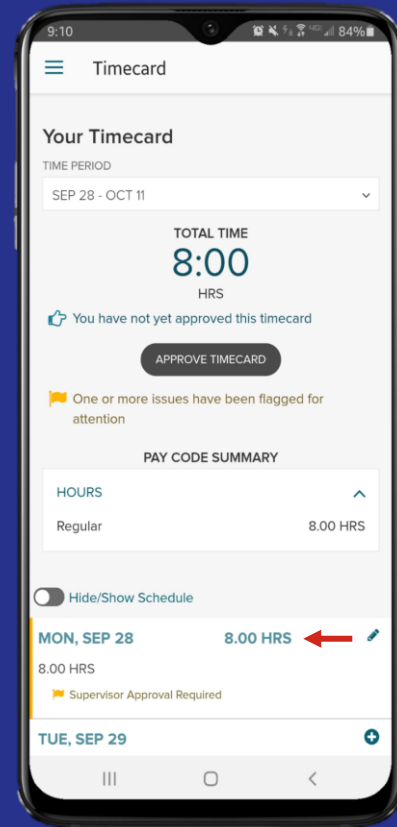 9:10
84%
Timecard
Your Timecard
TIME PERIOD
SEP 28 - OCT 11
TOTAL TIME
8:00
HRS
You have not yet approved this timecard
APPROVE TIMECARD
One or more issues have been flagged for
attention
PAY CODE SUMMARY
HOURS
Regular 8.00 HRS
Hide/Show Schedule
MON, SEP 28 8.00 HRS
8.00 HRS
Supervisor Approval Required
TUE, SEP 29